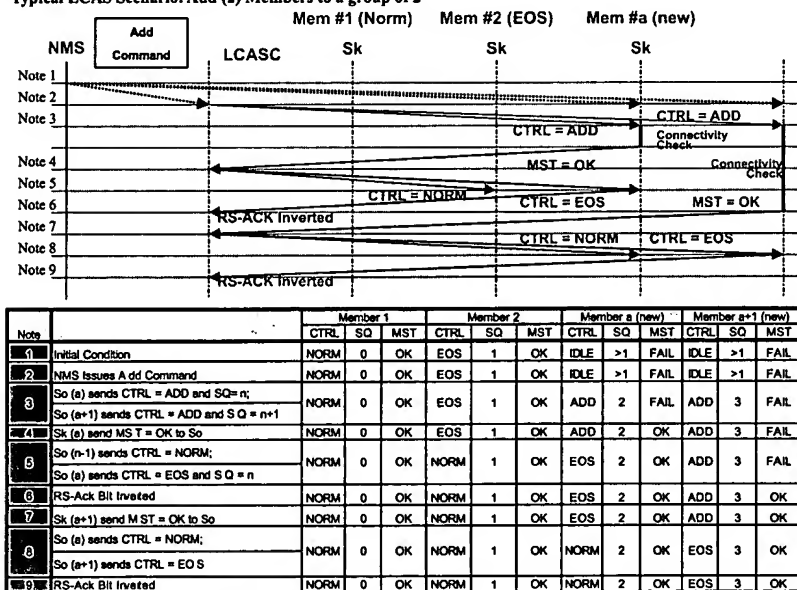 Typical LCAS Scenario: Add (2) Members to a group of 2
Mem #1 (Norm) Mem #2 (EOS) Mem #a (new)
Add
Command
NMS LCASC Sk Sk Sk
Note 1
Note 2
Note 3
CTRL = ADD
CTRL = ADD
Connectivity
Check
Note 4
MST = OK
Connectivity
Check
Note 5
CTRL = NORM
CTRL = EOS
MST = OK
Note 6
RS-ACK Inverted
Note 7
CTRL = NORM CTRL = EOS
Note 8
Note 9
RS-ACK Inverted
Note Member 1 Member 2 Member a (new) Member a+1 (new)
CTRL SQ MST CTRL SQ MST CTRL SQ MST CTRL SQ MST
1 Initial Condition NORM 0 OK EOS 1 OK IDLE >1 FAIL IDLE >1 FAIL
2 NMS Issues A dd Command NORM 0 OK EOS 1 OK IDLE >1 FAIL IDLE >1 FAIL
3 So (a) sends CTRL = ADD and SQ= n;
So (a+1) sends CTRL = ADD and S Q = n+1
NORM 0 OK EOS 1 OK ADD 2 FAIL ADD 3 FAIL
4 Sk (a) send MS T = OK to So NORM 0 OK EOS 1 OK ADD 2 OK ADD 3 FAIL
5 So (n-1) sends CTRL = NORM;
So (a) sends CTRL = EOS and S Q = n
NORM 0 OK NORM 1 OK EOS 2 OK ADD 3 FAIL
6 RS-Ack Bit Inveted NORM 0 OK NORM 1 OK EOS 2 OK ADD 3 OK
7 Sk (a+1) send M ST = OK to So NORM 0 OK NORM 1 OK EOS 2 OK ADD 3 OK
8 So (a) sends CTRL = NORM;
So (a+1) sends CTRL = EO S
NORM 0 OK NORM 1 OK NORM 2 OK EOS 3 OK
9 RS-Ack Bit Inveted NORM 0 OK NORM 1 OK NORM 2 OK EOS 3 OK